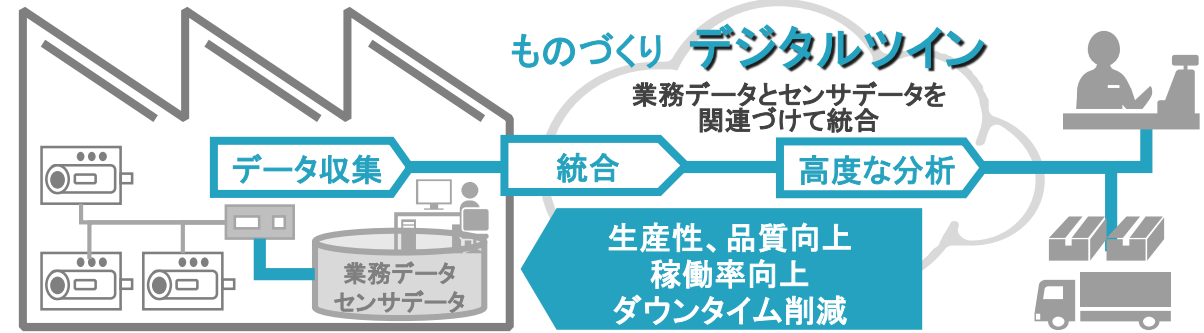 ものづくり デジタルツイン
業務データとセンサデータを
関連づけて統合
データ収集
統合
高度な分析
生産性、品質向上
稼働率向上
ダウンタイム削減
業務データ
センサデータ